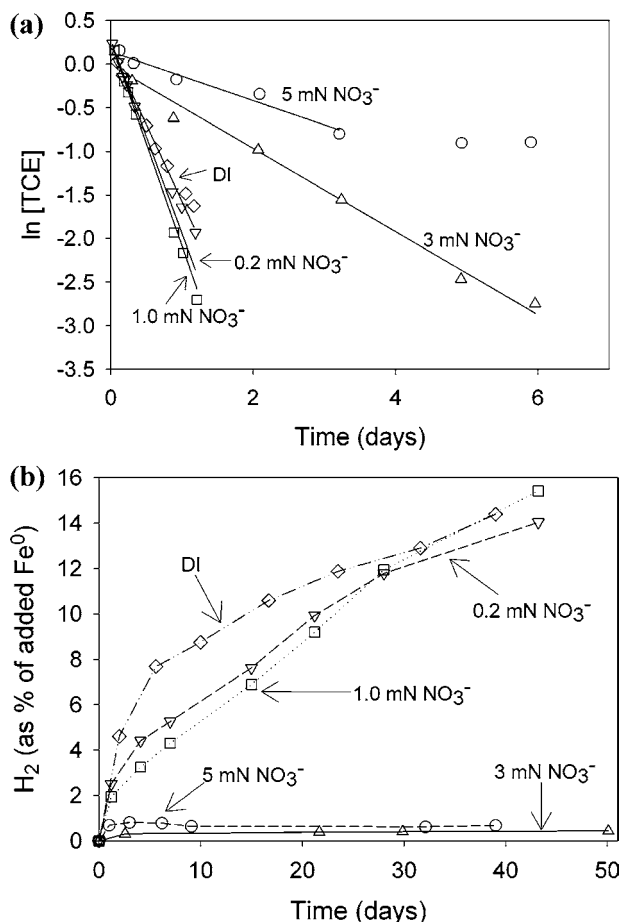 (a)
0.5
0.0
-0.5
-1.0
-1.5
-2.0
-2.5
-3.0
-3.5
ln [TCE]
5 mN NO₃⁻
DI
3 mN NO₃⁻
0.2 mN NO₃⁻
1.0 mN NO₃⁻
0 2 4 6
Time (days)
(b)
16
14
12
10
8
6
4
2
0
H₂ (as % of added Fe⁰)
DI
0.2 mN NO₃⁻
1.0 mN NO₃⁻
5 mN NO₃⁻
3 mN NO₃⁻
0 10 20 30 40 50
Time (days)